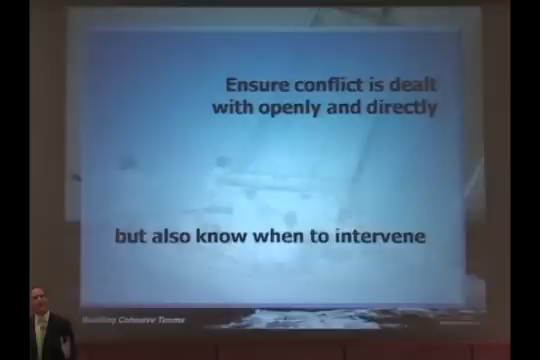 Ensure conflict is dealt
with openly and directly
but also know when to intervene
Building Cohesive Teams